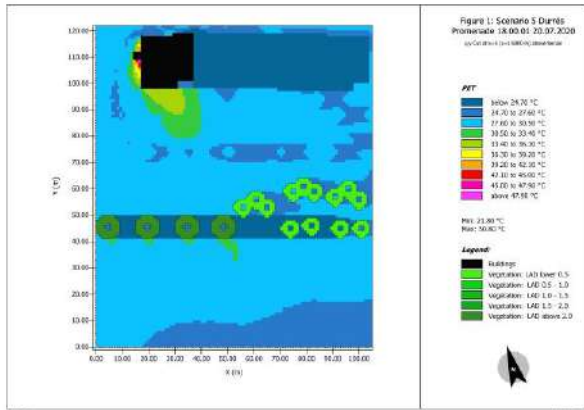 Figure 1: Scenario 5 Durrës
Promenade 18.00.01 20.07.2020
PET
below 24.70 °C
24.70 to 27.60 °C
27.60 to 30.50 °C
30.50 to 33.40 °C
33.40 to 36.30 °C
36.30 to 39.20 °C
39.20 to 42.10 °C
42.10 to 45.00 °C
45.00 to 47.90 °C
above 47.90 °C
Min: 21.80 °C
Max: 50.80 °C
Legend:
Buildings
Vegetation: LAD lower 0.5
Vegetation: LAD 0.5 - 1.0
Vegetation: LAD 1.0 - 1.5
Vegetation: LAD 1.5 - 2.0
Vegetation: LAD above 2.0
N
Y (m)
120.00
110.00
100.00
90.00
80.00
70.00
60.00
50.00
40.00
30.00
20.00
10.00
0.00
0.00 10.00 20.00 30.00 40.00 50.00 60.00 70.00 80.00 90.00 100.00
X (m)